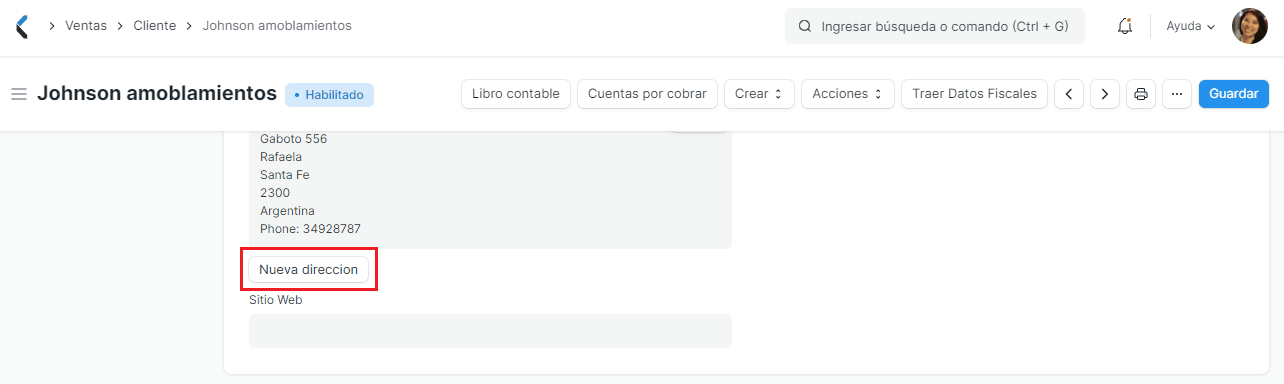 Ventas
Cliente
Johnson amoblamientos
Ingresar búsqueda o comando (Ctrl + G)
Ayuda
Johnson amoblamientos
Habilitado
Libro contable
Cuentas por cobrar
Crear
Acciones
Traer Datos Fiscales
Guardar
Gaboto 556
Rafaela
Santa Fe
2300
Argentina
Phone: 34928787
Nueva direccion
Sitio Web